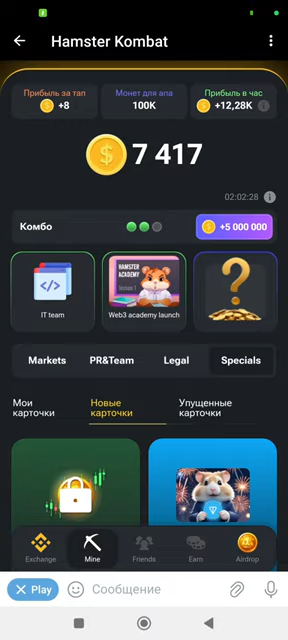 Hamster Kombat
Прибыль за тап
+8
Монет для апа
100K
Прибыль в час
+12,28K
7 417
02:02:28
Комбо
+5 000 000
IT team
HAMSTER
ACADEMY
Web3 academy launch
Markets
PR&Team
Legal
Specials
Мои
карточки
Новые
карточки
Упущенные
карточки
Exchange
Mine
Friends
Earn
Airdrop
Play
Сообщение